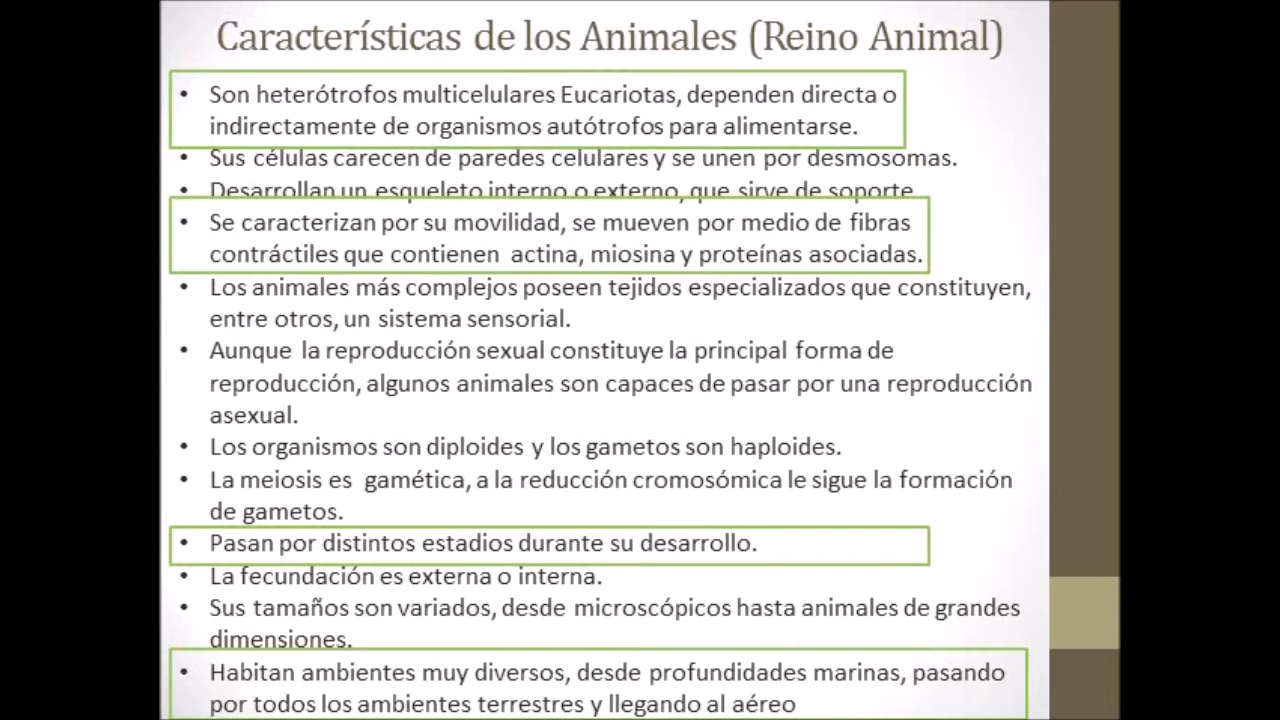 Características de los Animales (Reino Animal)
• Son heterótrofos multicelulares Eucariotas, dependen directa o
indirectamente de organismos autótrofos para alimentarse.
• Sus células carecen de paredes celulares y se unen por desmosomas.
• Desarrollan un esqueleto interno o externo, que sirve de soporte
• Se caracterizan por su movilidad, se mueven por medio de fibras
contráctiles que contienen actina, miosina y proteínas asociadas.
• Los animales más complejos poseen tejidos especializados que constituyen,
entre otros, un sistema sensorial.
• Aunque la reproducción sexual constituye la principal forma de
reproducción, algunos animales son capaces de pasar por una reproducción
asexual.
• Los organismos son diploides y los gametos son haploides.
• La meiosis es gamética, a la reducción cromosómica le sigue la formación
de gametos.
• Pasan por distintos estadios durante su desarrollo.
• La fecundación es externa o interna.
• Sus tamaños son variados, desde microscópicos hasta animales de grandes
dimensiones.
• Habitan ambientes muy diversos, desde profundidades marinas, pasando
por todos los ambientes terrestres y llegando al aéreo